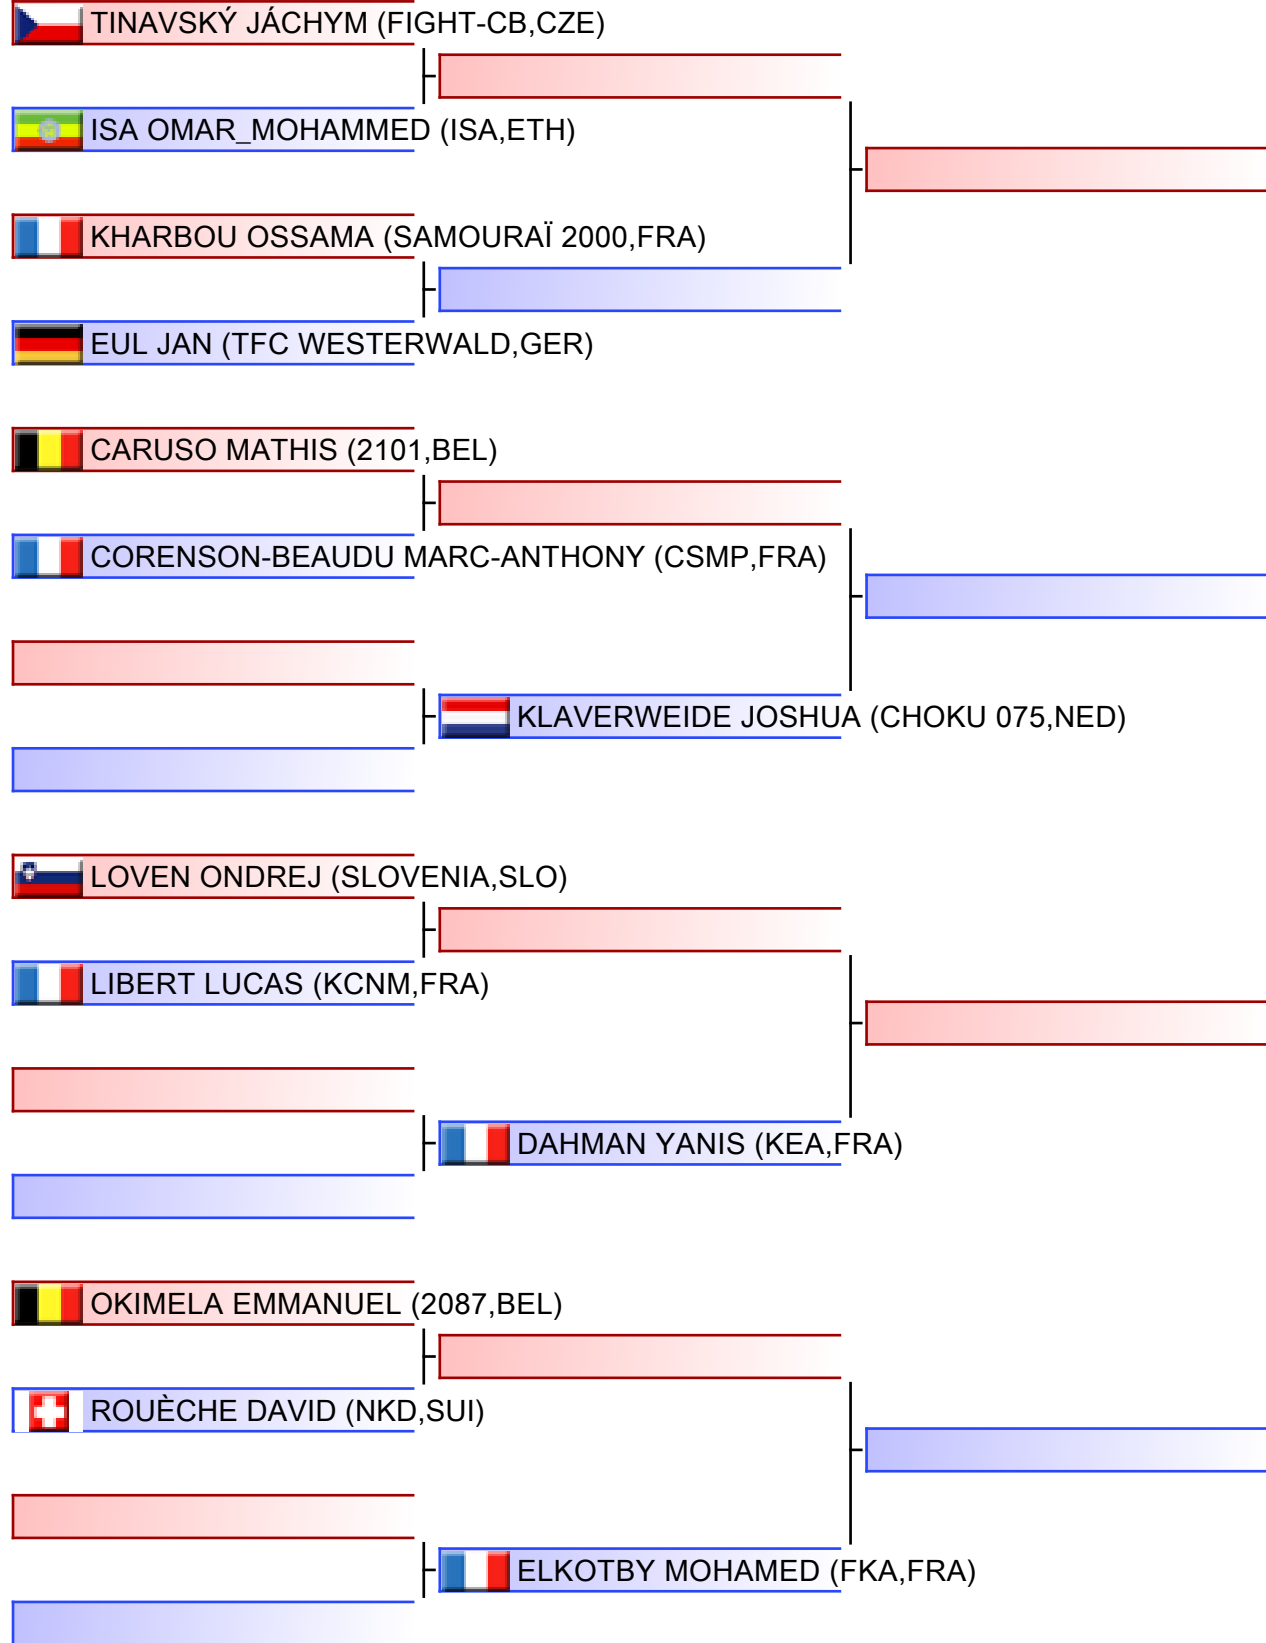 TINAVSKÝ JÁCHYM (FIGHT-CB,CZE)
ISA OMAR_MOHAMMED (ISA,ETH)
KHARBOU OSSAMA (SAMOURAÏ 2000,FRA)
EUL JAN (TFC WESTERWALD,GER)
CARUSO MATHIS (2101,BEL)
CORENSON-BEAUDU MARC-ANTHONY (CSMP,FRA)
KLAVERWEIDE JOSHUA (CHOKU 075,NED)
LOVEN ONDREJ (SLOVENIA,SLO)
LIBERT LUCAS (KCNM,FRA)
DAHMAN YANIS (KEA,FRA)
OKIMELA EMMANUEL (2087,BEL)
ROUÈCHE DAVID (NKD,SUI)
ELKOTBY MOHAMED (FKA,FRA)